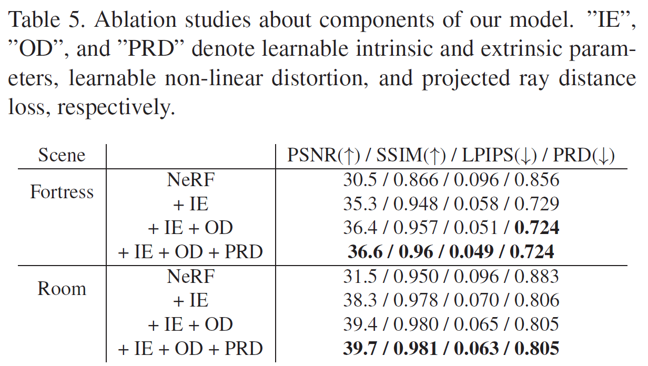 Table 5. Ablation studies about components of our model. ”IE”,
”OD”, and ”PRD” denote learnable intrinsic and extrinsic param-
eters, learnable non-linear distortion, and projected ray distance
loss, respectively.
Scene PSNR(↑) / SSIM(↑) / LPIPS(↓) / PRD(↓)
Fortress NeRF 30.5 / 0.866 / 0.096 / 0.856
+ IE 35.3 / 0.948 / 0.058 / 0.729
+ IE + OD 36.4 / 0.957 / 0.051 / 0.724
+ IE + OD + PRD 36.6 / 0.96 / 0.049 / 0.724
Room NeRF 31.5 / 0.950 / 0.096 / 0.883
+ IE 38.3 / 0.978 / 0.070 / 0.806
+ IE + OD 39.4 / 0.980 / 0.065 / 0.805
+ IE + OD + PRD 39.7 / 0.981 / 0.063 / 0.805